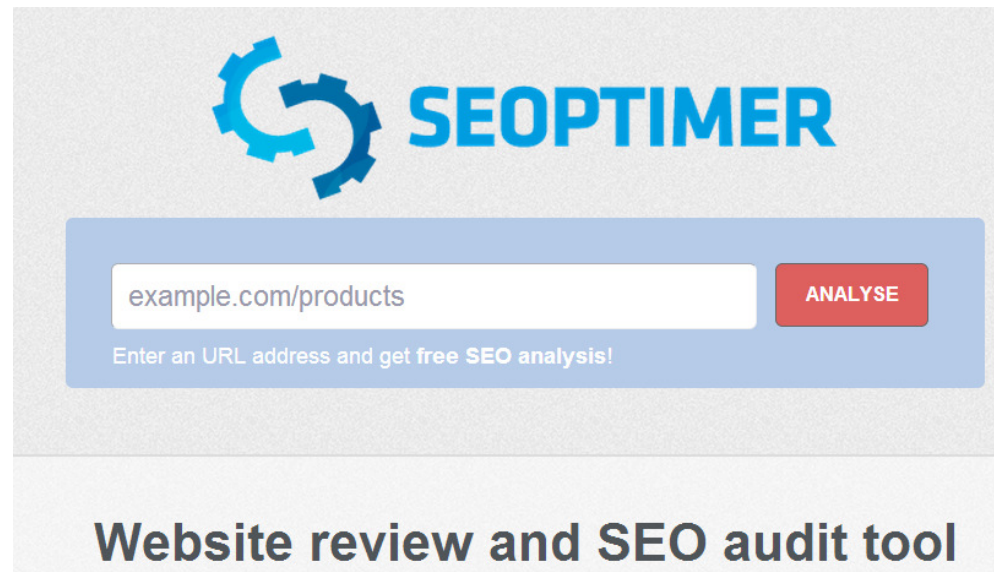 SEOPTIMER
example.com/products
ANALYSE
Enter an URL address and get free SEO analysis!
Website review and SEO audit tool